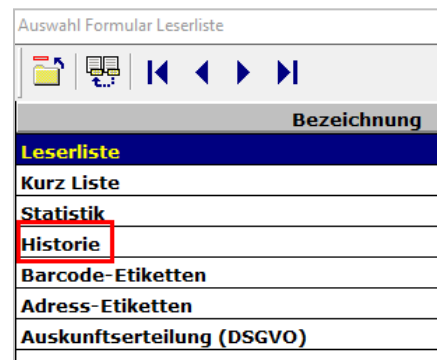 Auswahl Formular Leserliste
Bezeichnung
Leserliste
Kurz Liste
Statistik
Historie
Barcode-Etiketten
Adress-Etiketten
Auskunftserteilung (DSGVO)